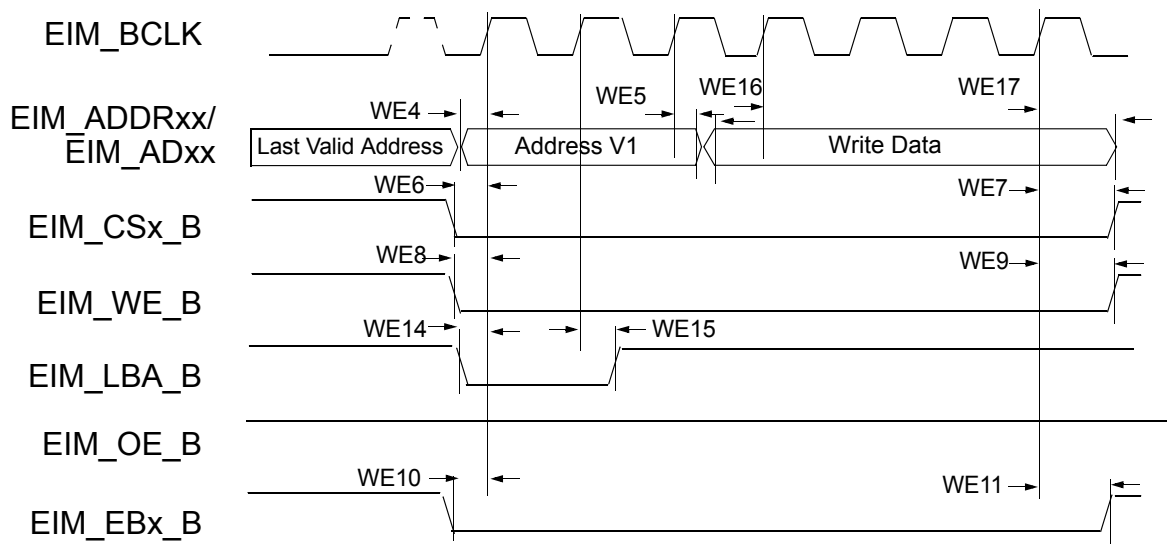 EIM_BCLK
WE4
WE5
WE16
WE17
EIM_ADDRxx/
EIM_ADxx
Last Valid Address
Address V1
Write Data
WE6
WE7
EIM_CSx_B
WE8
WE9
EIM_WE_B
WE14
WE15
EIM_LBA_B
EIM_OE_B
WE10
WE11
EIM_EBx_B